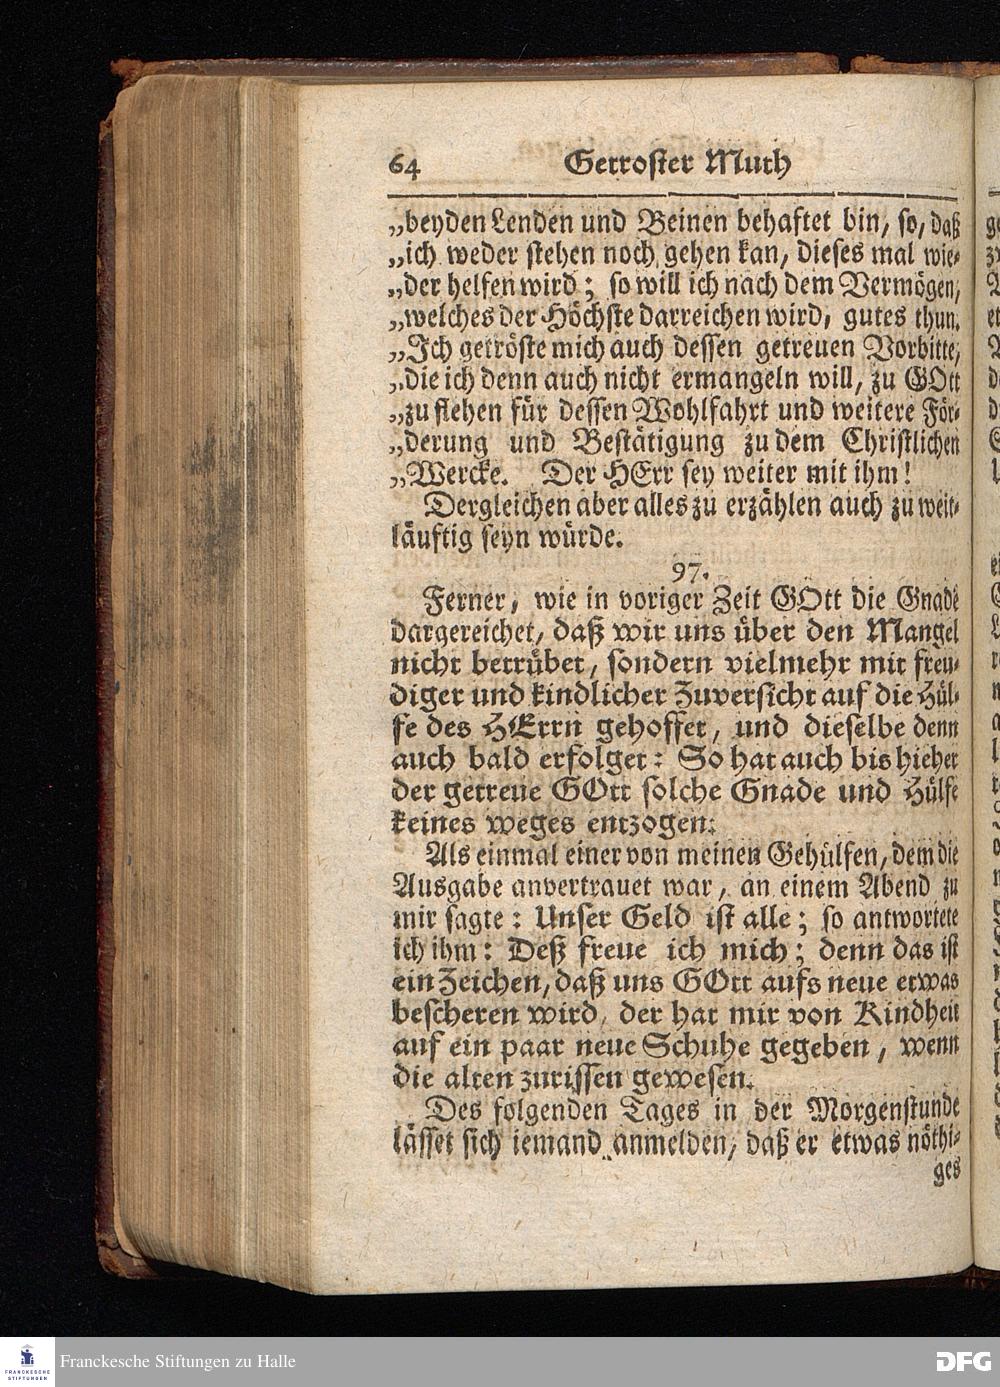 64 Getroster Muth
„beyden Lenden und Beinen behaftet bin, so, daß
„ich weder stehen noch gehen kan, dieses mal wie-
„der helfen wird; so will ich nach dem Vermögen,
„welches der Höchste darreichen wird, gutes thun.
„Ich getröste mich auch dessen getreuen Vorbitte,
„die ich denn auch nicht ermangeln will, zu GOtt
„zu flehen für dessen Wohlfahrt und weitere För-
„derung und Bestätigung zu dem Christlichen
„Wercke. Der HErr sey weiter mit ihm!
Dergleichen aber alles zu erzählen auch zu weit-
läuftig seyn würde.
97.
Ferner, wie in voriger Zeit GOtt die Gnade
dargereichet, daß wir uns über den Mangel
nicht betrübet, sondern vielmehr mit freu-
diger und kindlicher Zuversicht auf die Hül-
fe des HErrn gehoffet, und dieselbe denn
auch bald erfolget: So hat auch bis hieher
der getreue GOtt solche Gnade und Hülfe
keines weges entzogen.
Als einmal einer von meinen Gehülfen, dem die
Ausgabe anvertrauet war, an einem Abend zu
mir sagte: Unser Geld ist alle; so antwortete
ich ihm: Deß freue ich mich; denn das ist
ein Zeichen, daß uns GOtt aufs neue etwas
bescheren wird, der hat mir von Kindheit
auf ein paar neue Schuhe gegeben, wenn
die alten zurissen gewesen.
Des folgenden Tages in der Morgenstunde
lässet sich iemand anmelden, daß er etwas nöthi-
ges
FRANCKESCHE
STIFTUNGEN
Franckesche Stiftungen zu Halle
DFG